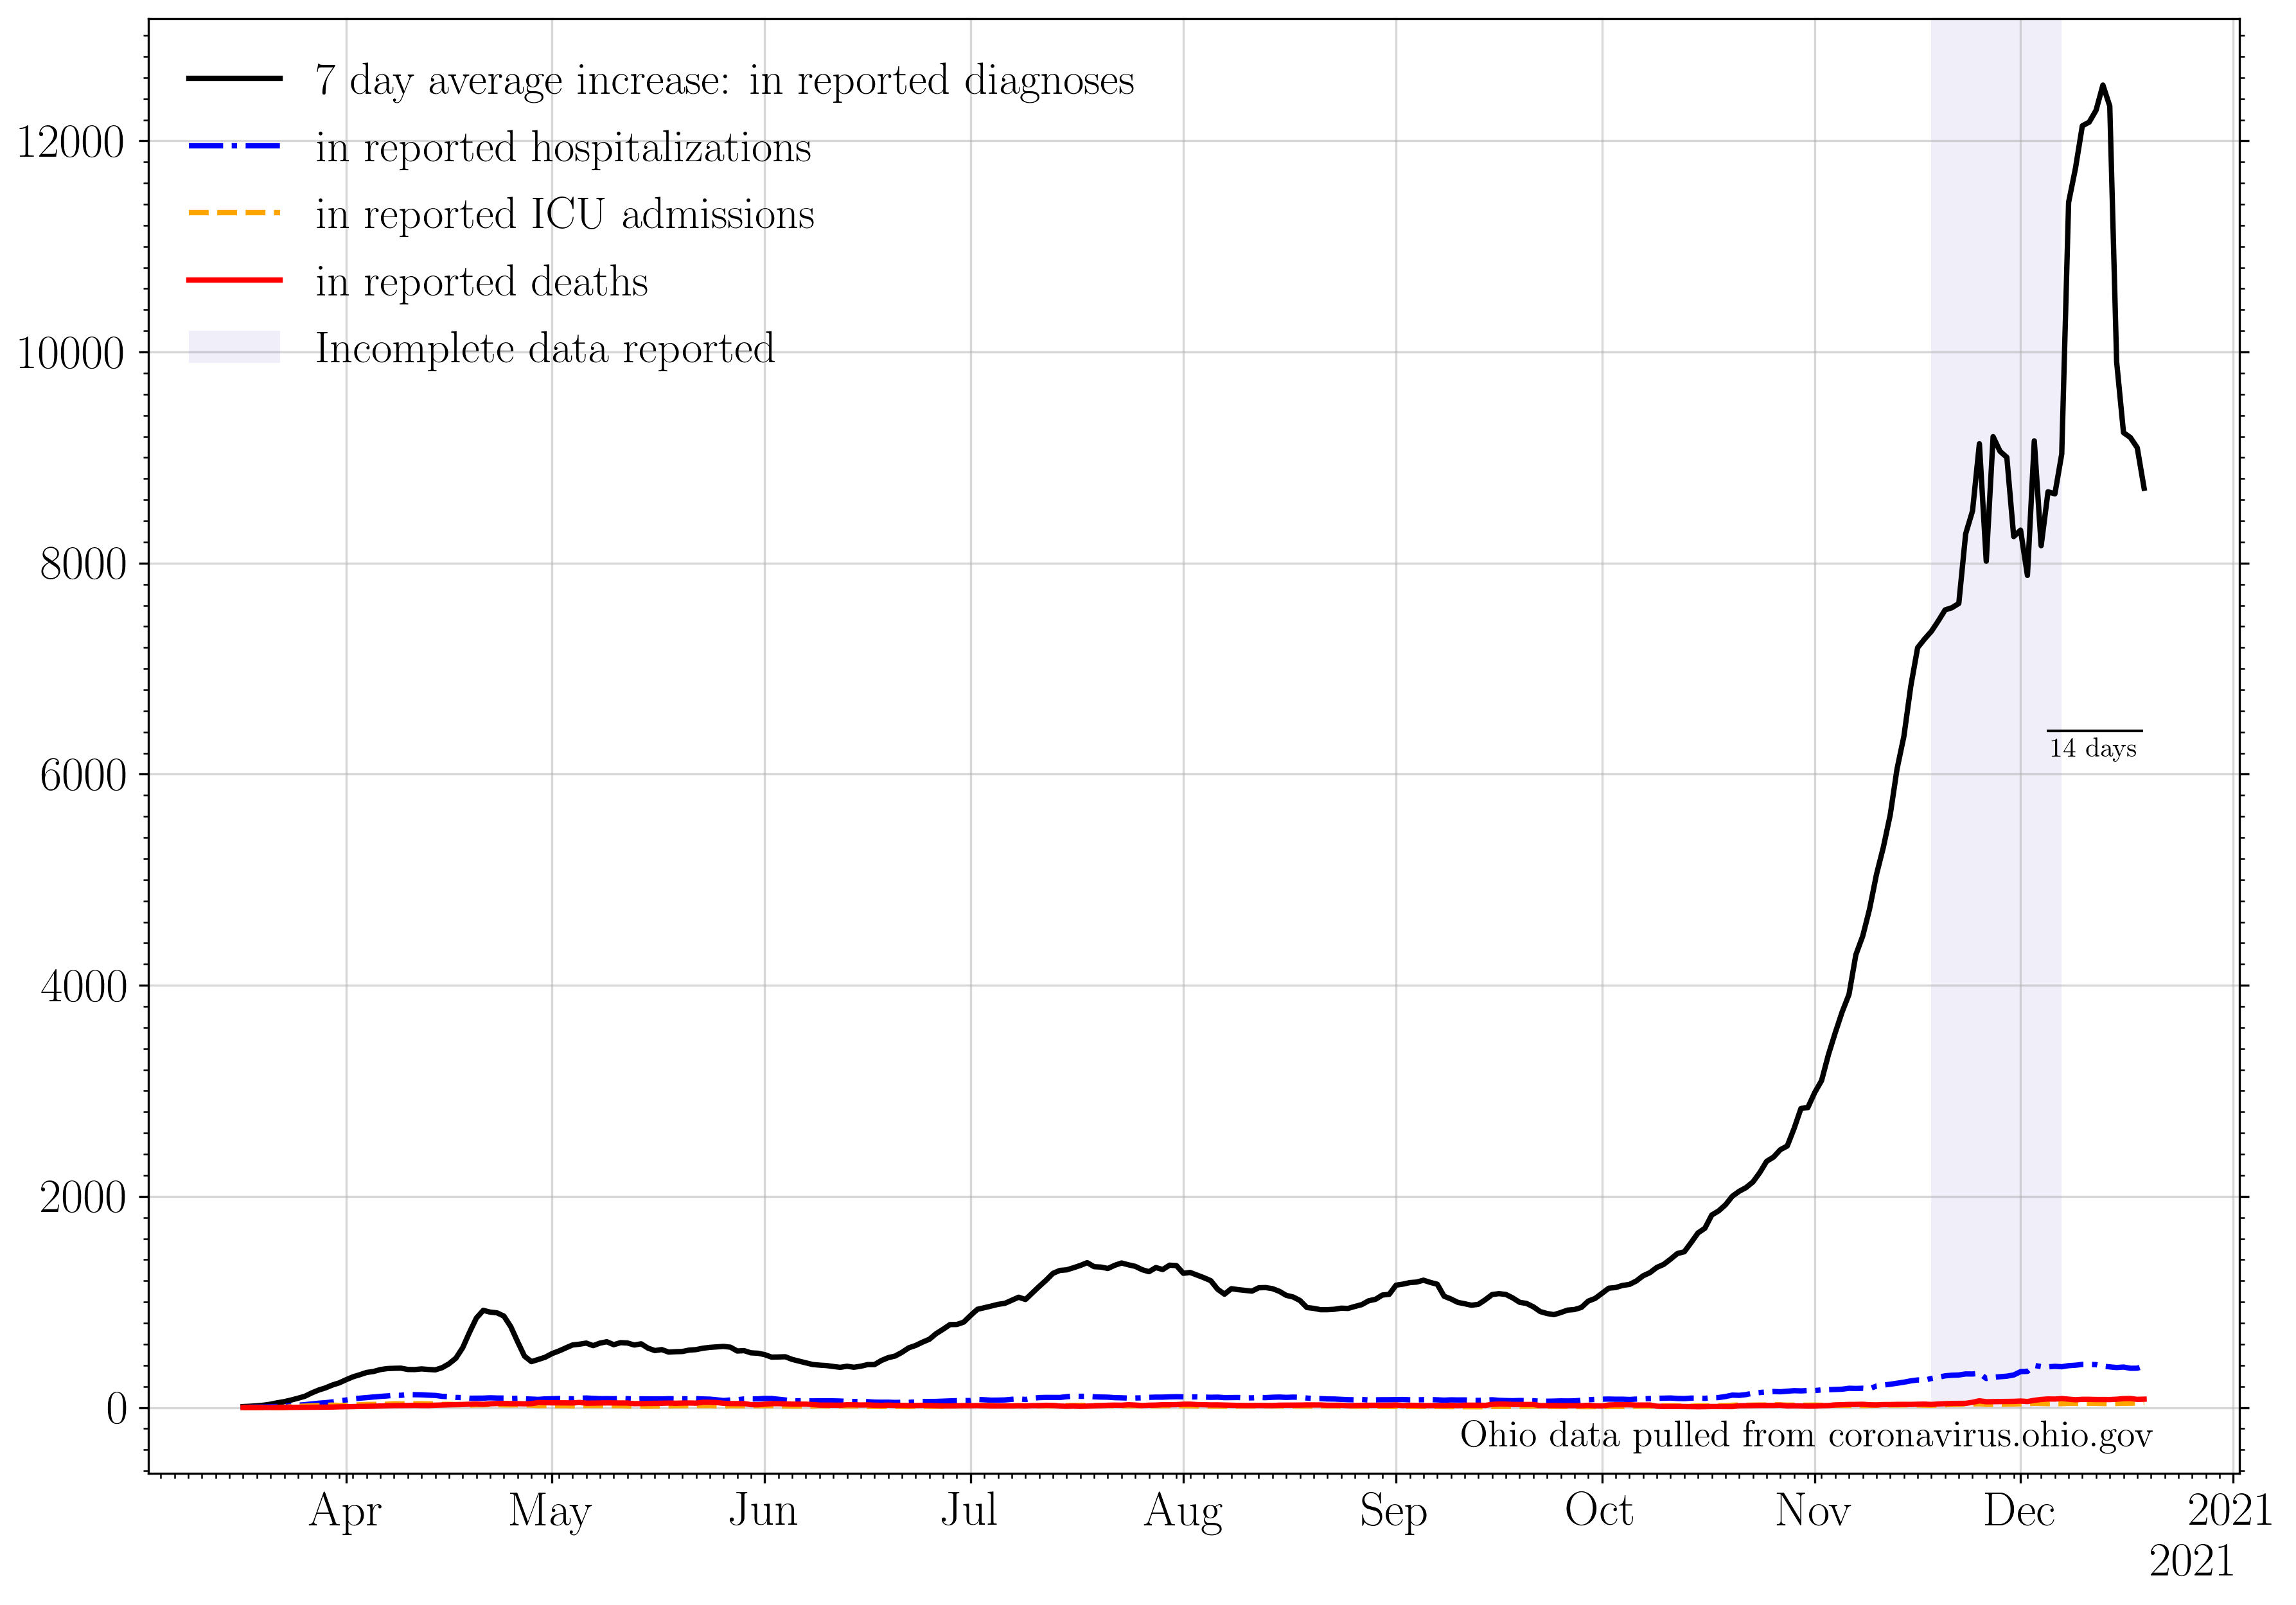 7 day average increase: in reported diagnoses
in reported hospitalizations
in reported ICU admissions
in reported deaths
Incomplete data reported
12000
10000
8000
6000
4000
2000
0
14 days
Ohio data pulled from coronavirus.ohio.gov
Apr May Jun Jul Aug Sep Oct Nov Dec 2021
2021